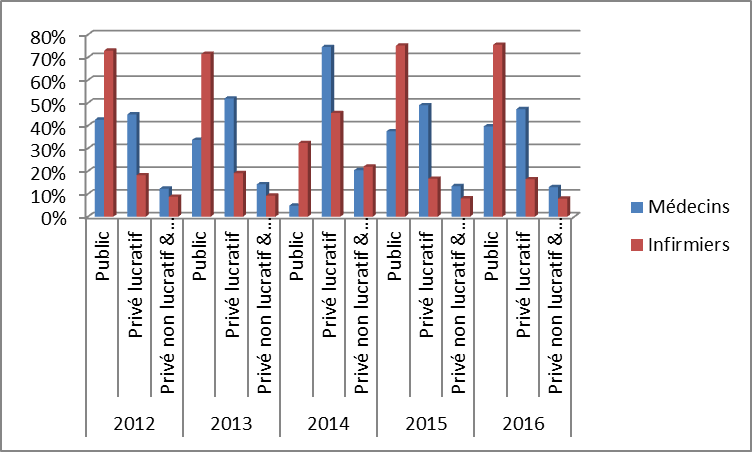 80%
70%
60%
50%
40%
30%
20%
10%
0%
Public
Privé lucratif
Privé non lucratif &...
Public
Privé lucratif
Privé non lucratif &...
Public
Privé lucratif
Privé non lucratif &...
Public
Privé lucratif
Privé non lucratif &...
Public
Privé lucratif
Privé non lucratif &...
2012
2013
2014
2015
2016
Médecins
Infirmiers